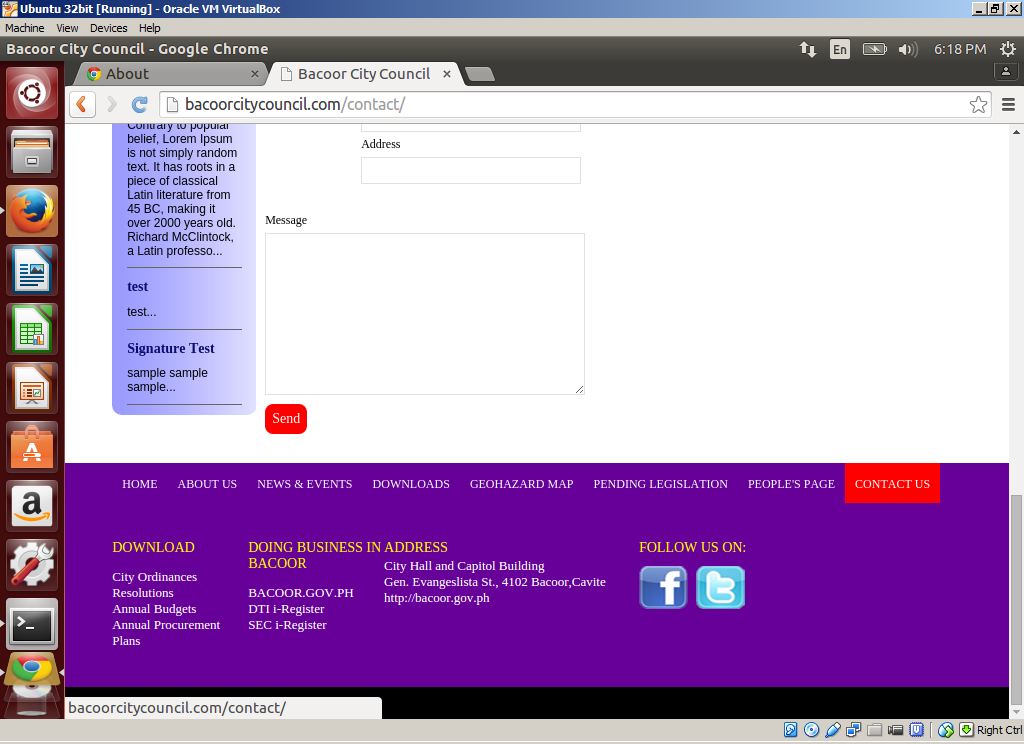 Ubuntu 32bit [Running] - Oracle VM VirtualBox
Machine View Devices Help
Bacoor City Council - Google Chrome
En
6:18 PM
About
Bacoor City Council
bacoorcitycouncil.com/contact/
Contrary to popular
belief, Lorem Ipsum
is not simply random
text. It has roots in a
piece of classical
Latin literature from
45 BC, making it
over 2000 years old.
Richard McClintock,
a Latin professo...
test
test...
Signature Test
sample sample
sample...
Address
Message
Send
HOME ABOUT US NEWS & EVENTS DOWNLOADS GEOHAZARD MAP PENDING LEGISLATION PEOPLE'S PAGE CONTACT US
DOWNLOAD
City Ordinances
Resolutions
Annual Budgets
Annual Procurement
Plans
DOING BUSINESS IN
BACOOR
BACOOR.GOV.PH
DTI i-Register
SEC i-Register
ADDRESS
City Hall and Capitol Building
Gen. Evangeslista St., 4102 Bacoor,Cavite
http://bacoor.gov.ph
FOLLOW US ON:
bacoorcitycouncil.com/contact/
Right Ctrl